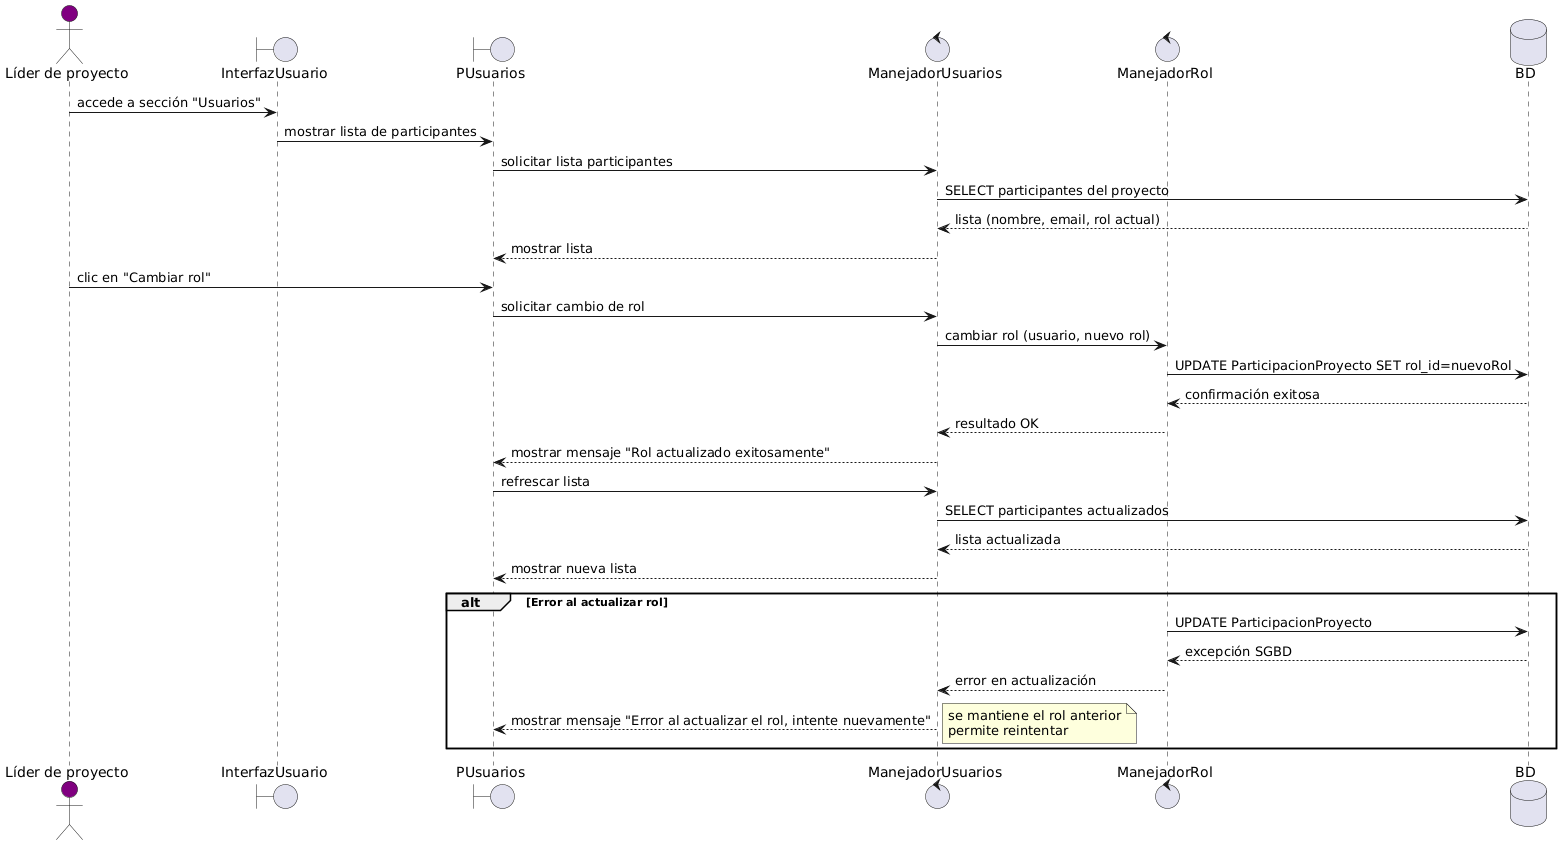 Líder de proyecto
InterfazUsuario
PUsuarios
ManejadorUsuarios
ManejadorRol
BD
accede a sección "Usuarios"
mostrar lista de participantes
solicitar lista participantes
SELECT participantes del proyecto
lista (nombre, email, rol actual)
mostrar lista
clic en "Cambiar rol"
solicitar cambio de rol
cambiar rol (usuario, nuevo rol)
UPDATE ParticipacionProyecto SET rol_id=nuevoRol
confirmación exitosa
resultado OK
mostrar mensaje "Rol actualizado exitosamente"
refrescar lista
SELECT participantes actualizados
lista actualizada
mostrar nueva lista
alt [Error al actualizar rol]
UPDATE ParticipacionProyecto
excepción SGBD
error en actualización
mostrar mensaje "Error al actualizar el rol, intente nuevamente"
se mantiene el rol anterior
permite reintentar
Líder de proyecto
InterfazUsuario
PUsuarios
ManejadorUsuarios
ManejadorRol
BD